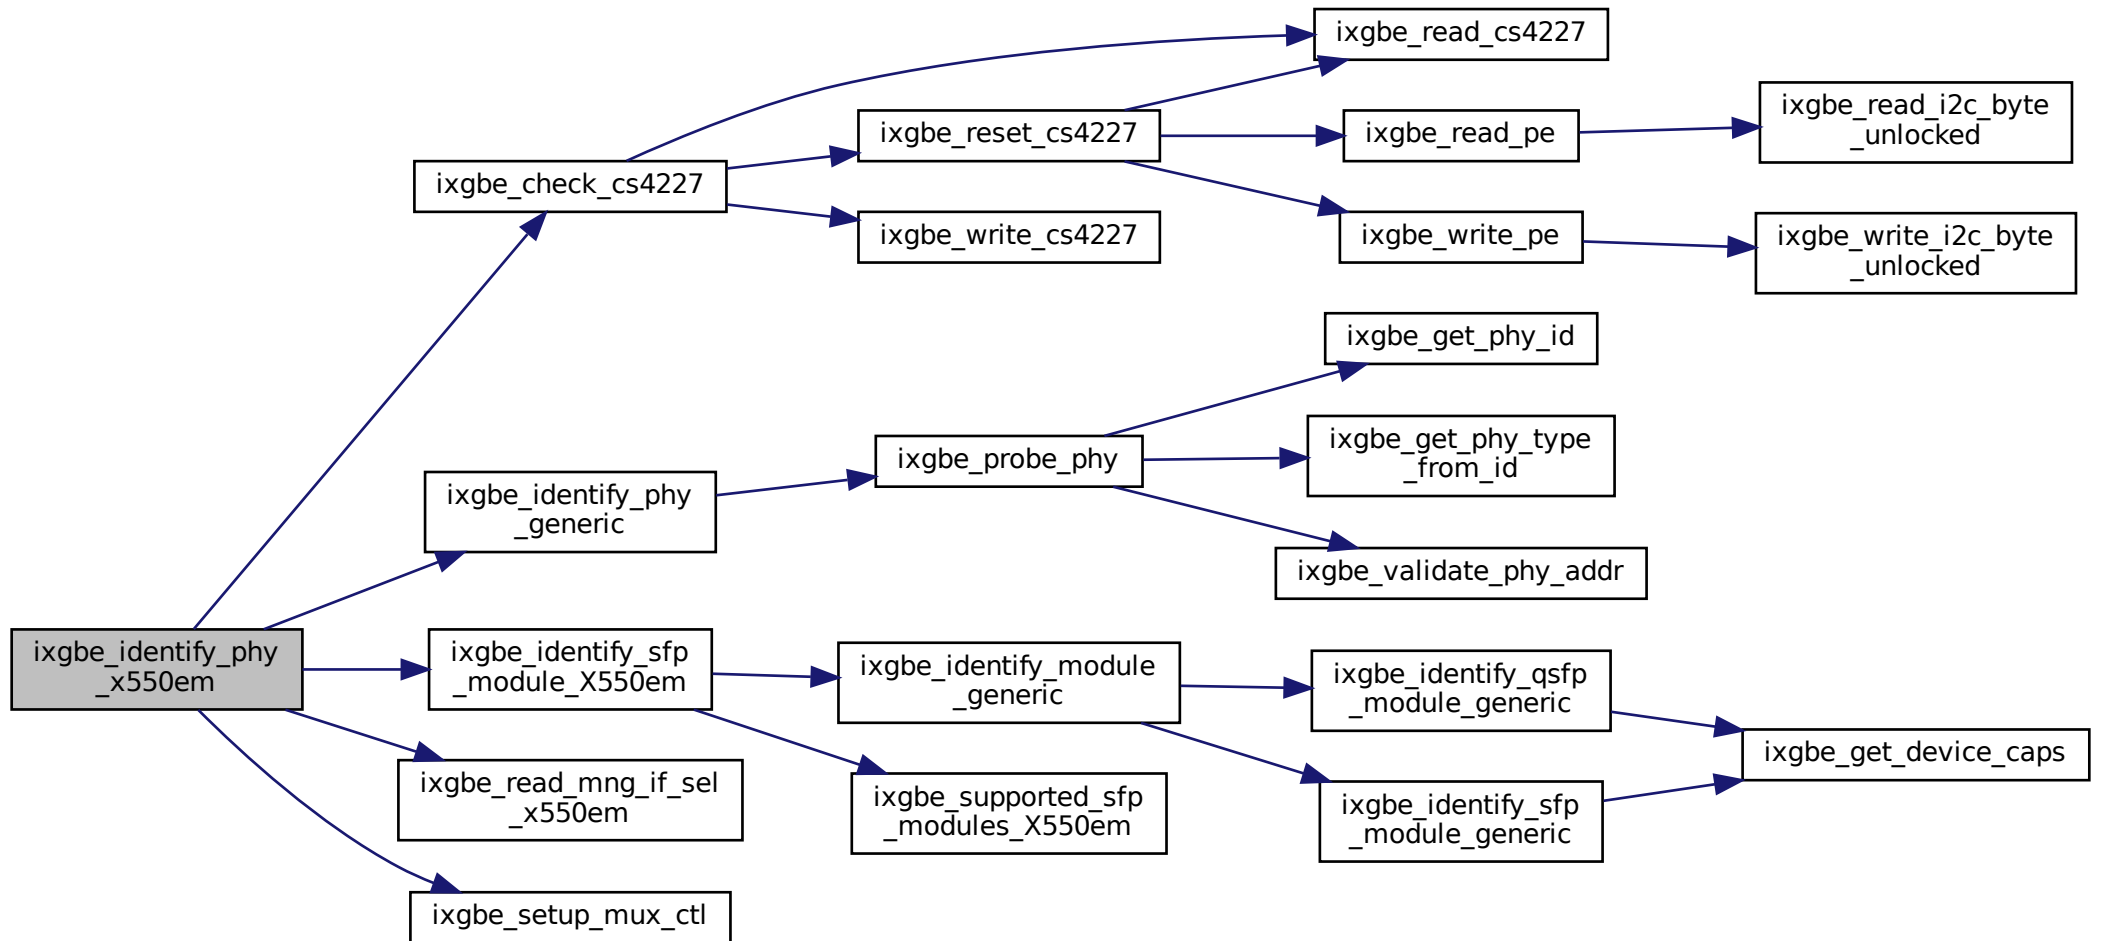 ixgbe_read_cs4227
ixgbe_read_i2c_byte
_unlocked
ixgbe_reset_cs4227
ixgbe_read_pe
ixgbe_check_cs4227
ixgbe_write_cs4227
ixgbe_write_pe
ixgbe_write_i2c_byte
_unlocked
ixgbe_get_phy_id
ixgbe_probe_phy
ixgbe_get_phy_type
_from_id
ixgbe_identify_phy
_generic
ixgbe_validate_phy_addr
ixgbe_identify_phy
_x550em
ixgbe_identify_sfp
_module_X550em
ixgbe_identify_module
_generic
ixgbe_identify_qsfp
_module_generic
ixgbe_get_device_caps
ixgbe_read_mng_if_sel
_x550em
ixgbe_supported_sfp
_modules_X550em
ixgbe_identify_sfp
_module_generic
ixgbe_setup_mux_ctl